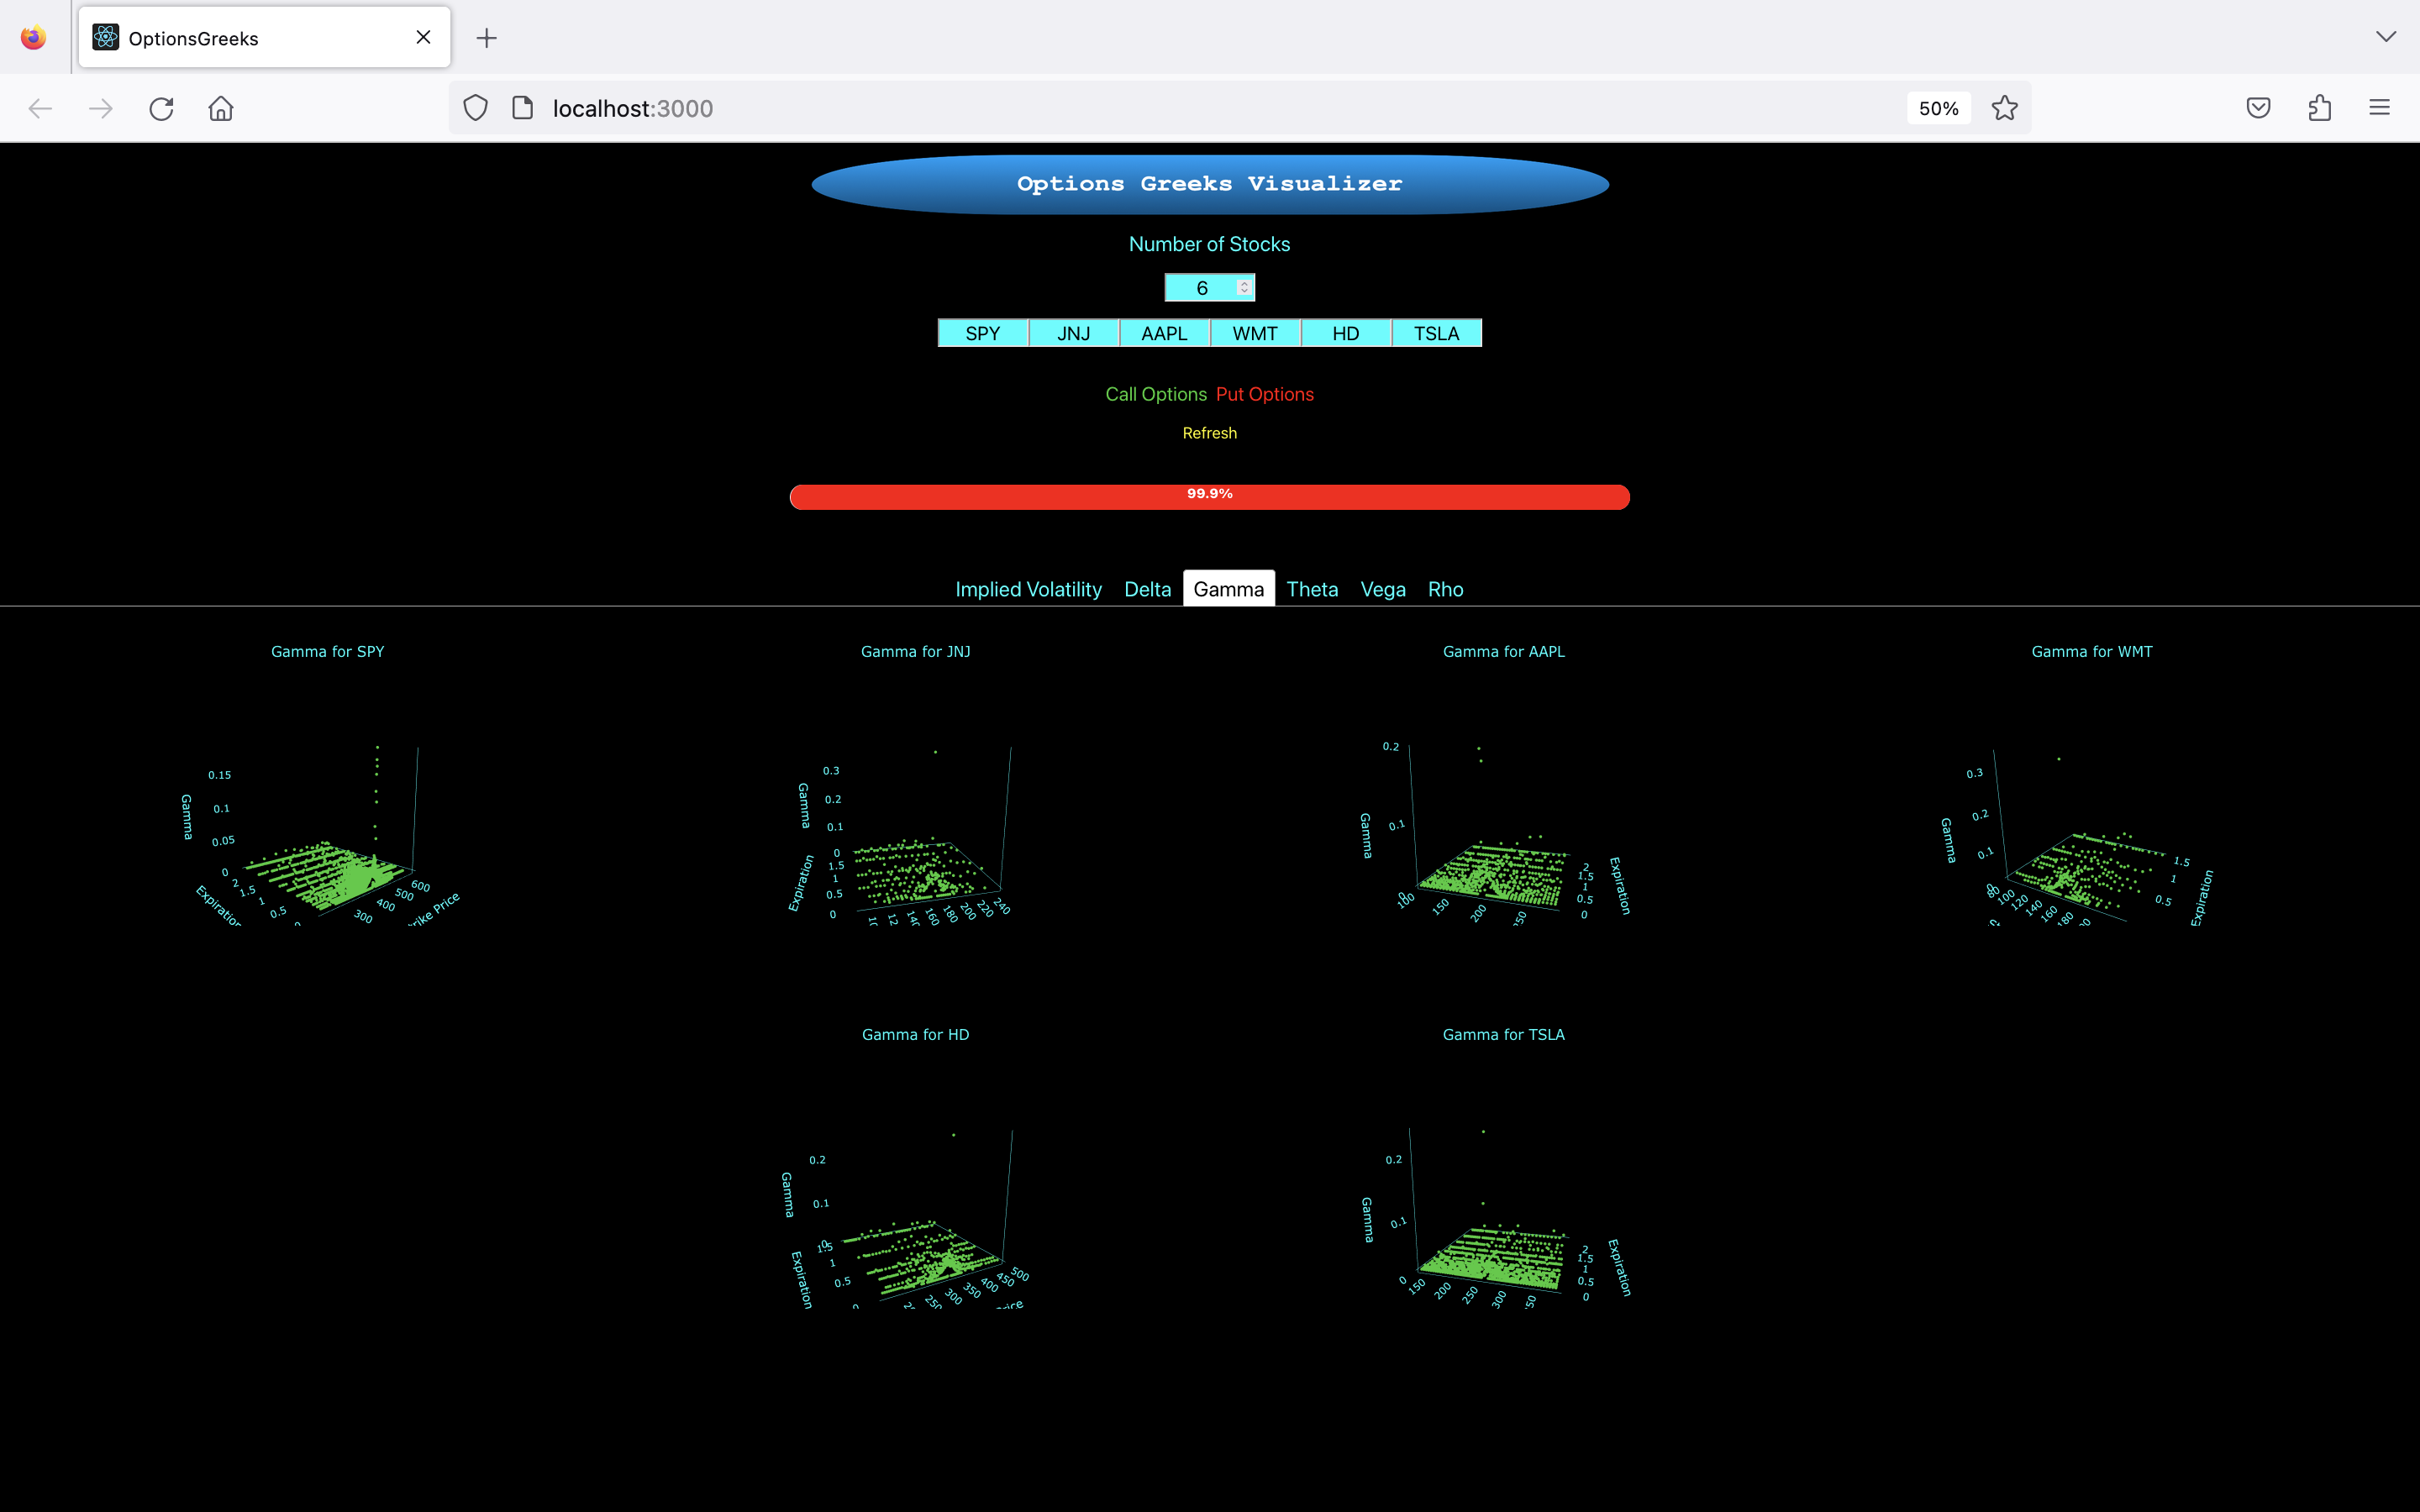 OptionsGreeks
localhost:3000
50%
Options Greeks Visualizer
Number of Stocks
6
SPY JNJ AAPL WMT HD TSLA
Call Options Put Options
Refresh
99.9%
Implied Volatility Delta Gamma Theta Vega Rho
Gamma for SPY
0.15
0.1
0.05
0
Gamma
2
1.5
1
0.5
Expiration
300
400
500
600
Gamma for JNJ
0.3
0.2
0.1
0
Gamma
1.5
1
0.5
0
Expiration
160
180
200
220
240
Gamma for AAPL
0.2
0.1
0
Gamma
100
150
200
2
1.5
1
0.5
0
Expiration
Gamma for WMT
0.3
0.2
0.1
0
Gamma
80
100
120
140
160
180
1.5
1
0.5
Expiration
Gamma for HD
0.2
0.1
0
Gamma
1.5
1
0.5
Expiration
250
300
350
400
450
500
Gamma for TSLA
0.2
0.1
0
Gamma
150
200
250
300
2
1.5
1
0.5
0
Expiration